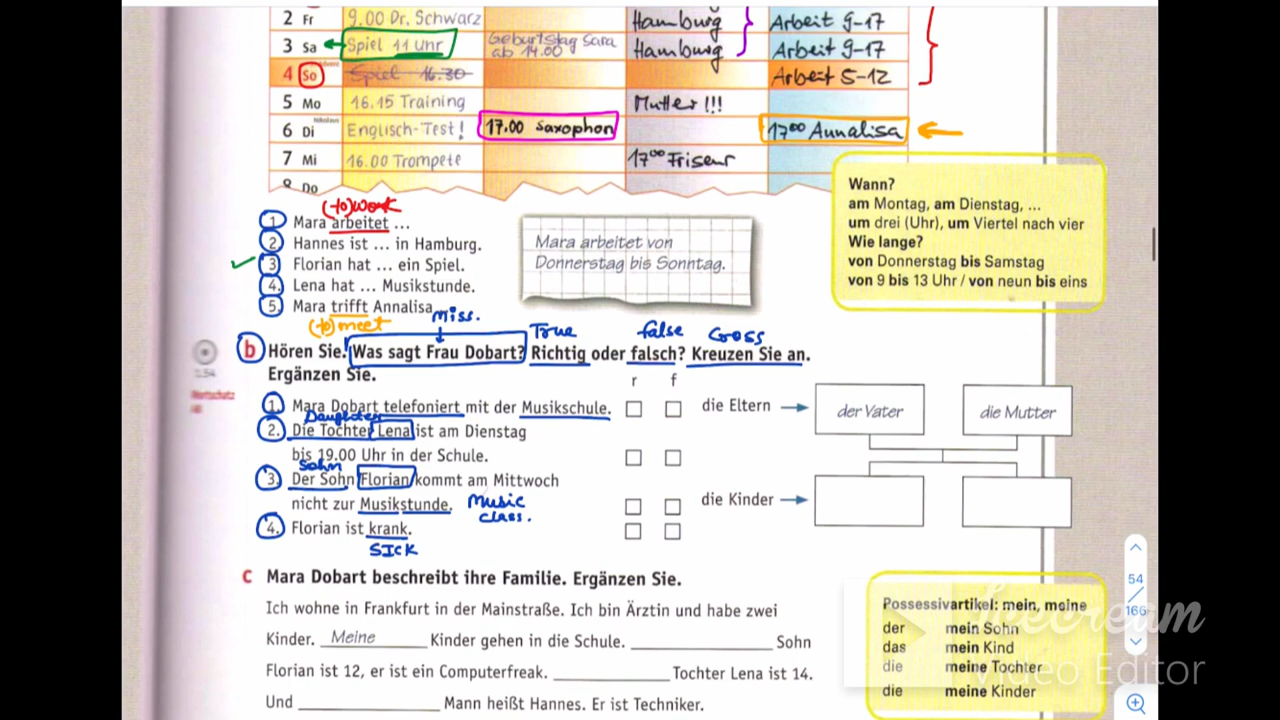 2 Fr 9.00 Dr. Schwarz Hamburg Arbeit 9-17
3 Sa Spiel 11 Uhr Geburtstag Sara ab 14.00 Hamburg Arbeit 9-17
4 So Spiel 16.30 Arbeit 5-12
5 Mo 16.15 Training Mutter !!!
Nikolaus
6 Di Englisch-Test! 17.00 Saxophon 17⁰⁰ Annalisa
7 Mi 16.00 Trompete 17⁰⁰ Friseur
8 Do
(to) work
1 Mara arbeitet ...
2 Hannes ist ... in Hamburg.
3 Florian hat ... ein Spiel.
4. Lena hat ... Musikstunde.
5. Mara trifft Annalisa
(to) meet
Mara arbeitet von
Donnerstag bis Sonntag.
Wann?
am Montag, am Dienstag, ...
um drei (Uhr), um Viertel nach vier
Wie lange?
von Donnerstag bis Samstag
von 9 bis 13 Uhr / von neun bis eins
miss. True false Cross
b Hören Sie. Was sagt Frau Dobart? Richtig oder falsch? Kreuzen Sie an.
Ergänzen Sie.
1.54
r f
1. Mara Dobart telefoniert mit der Musikschule.
Daughter
2. Die Tochter Lena ist am Dienstag
bis 19.00 Uhr in der Schule.
Sohn
3. Der Sohn Florian kommt am Mittwoch
nicht zur Musikstunde. Music
class.
4. Florian ist krank.
SICK
die Eltern der Vater die Mutter
die Kinder
c Mara Dobart beschreibt ihre Familie. Ergänzen Sie.
Ich wohne in Frankfurt in der Mainstraße. Ich bin Ärztin und habe zwei
Kinder. Meine Kinder gehen in die Schule. Sohn
Florian ist 12, er ist ein Computerfreak. Tochter Lena ist 14.
Und Mann heißt Hannes. Er ist Techniker.
Possessivartikel: mein, meine
der mein Sohn
das mein Kind
die meine Tochter
die meine Kinder
54
166
Icecream
Video Editor